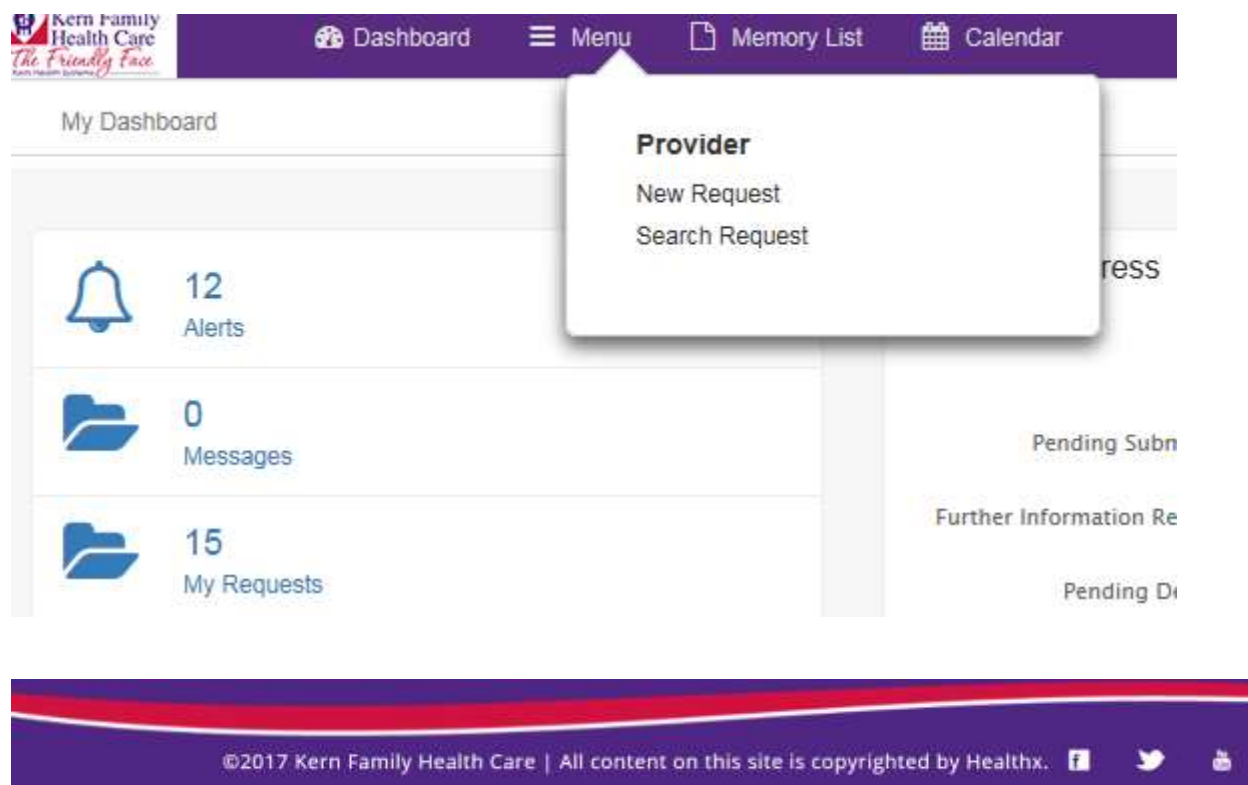 Kern Family
Health Care
The Friendly Face
Dashboard
Menu
Memory List
Calendar
My Dashboard
Provider
New Request
Search Request
ress
12
Alerts
0
Messages
15
My Requests
Pending Subm
Further Information Re
Pending De
©2017 Kern Family Health Care | All content on this site is copyrighted by Healthx.